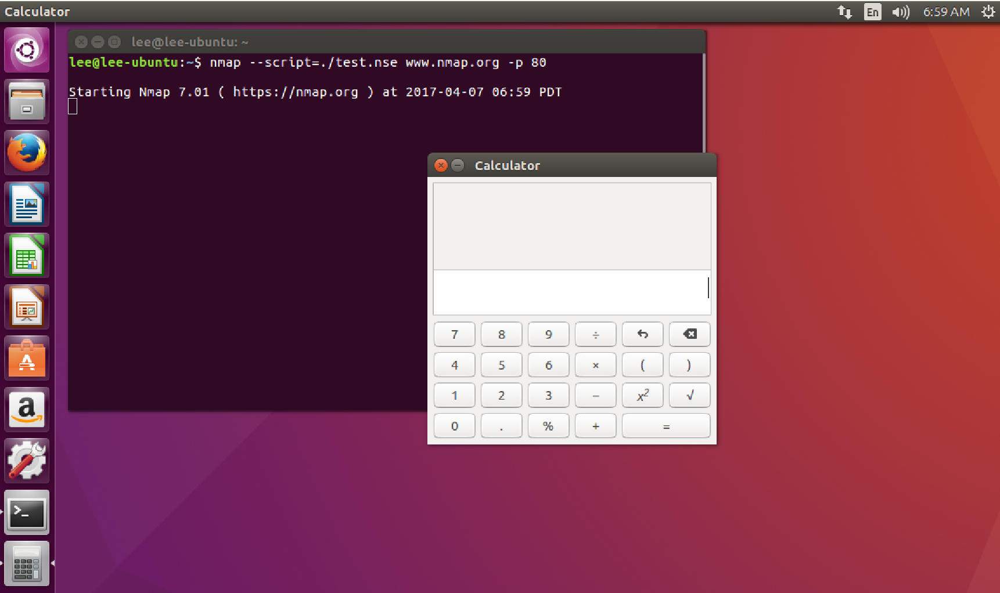 Calculator
En
6:59 AM
lee@lee-ubuntu: ~
lee@lee-ubuntu:~$ nmap --script=./test.nse www.nmap.org -p 80
Starting Nmap 7.01 ( https://nmap.org ) at 2017-04-07 06:59 PDT
Calculator
7 8 9 ÷
4 5 6 × ( )
1 2 3 − x² √
0 . % + =
A
a
>_